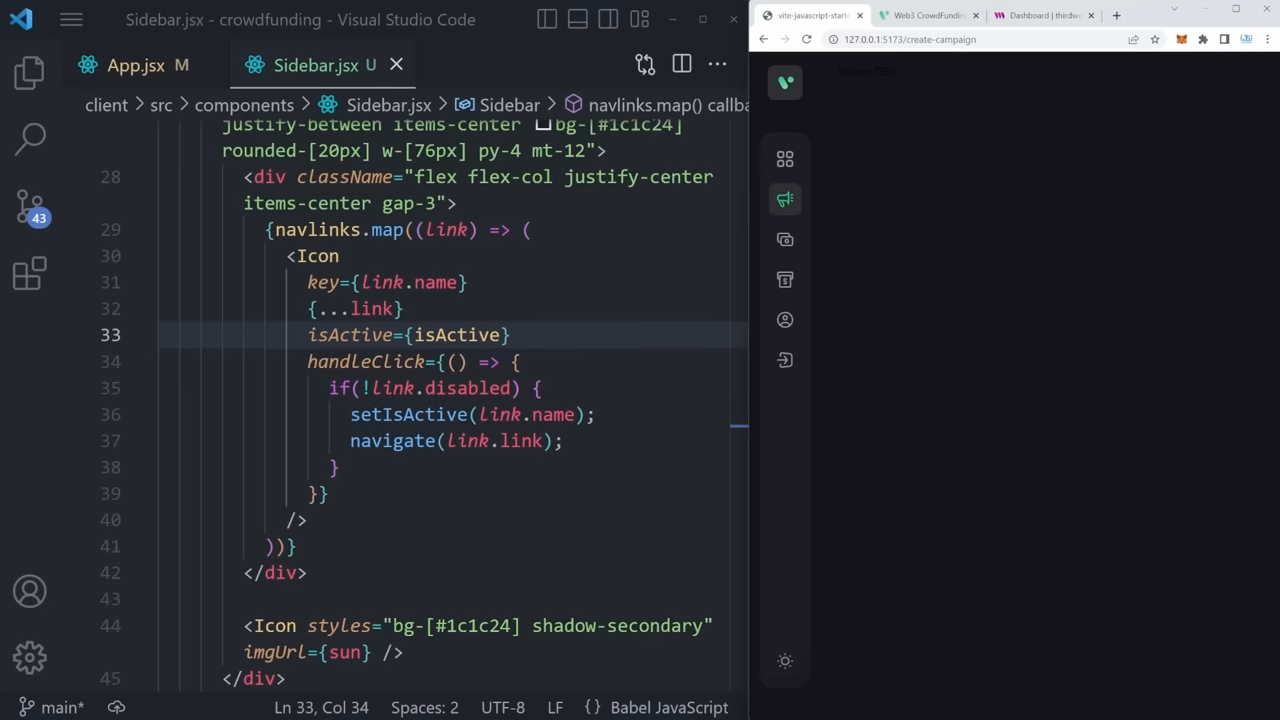 Sidebar.jsx - crowdfunding - Visual Studio Code
App.jsx M
Sidebar.jsx U
client > src > components > Sidebar.jsx > Sidebar > navlinks.map() callba
justify-between items-center bg-[#1c1c24]
rounded-[20px] w-[76px] py-4 mt-12">
28 <div className="flex flex-col justify-center
items-center gap-3">
29 {navlinks.map((link) => (
30 <Icon
31 key={link.name}
32 {...link}
33 isActive={isActive}
34 handleClick={() => {
35 if(!link.disabled) {
36 setIsActive(link.name);
37 navigate(link.link);
38 }
39 }}
40 />
41 ))}
42 </div>
43
44 <Icon styles="bg-[#1c1c24] shadow-secondary"
imgUrl={sun} />
45 </div>
43
main*
Ln 33, Col 34
Spaces: 2
UTF-8
LF
{} Babel JavaScript
vite-javascript-starte
Web3 CrowdFunding
Dashboard | thirdwe
127.0.0.1:5173/create-campaign